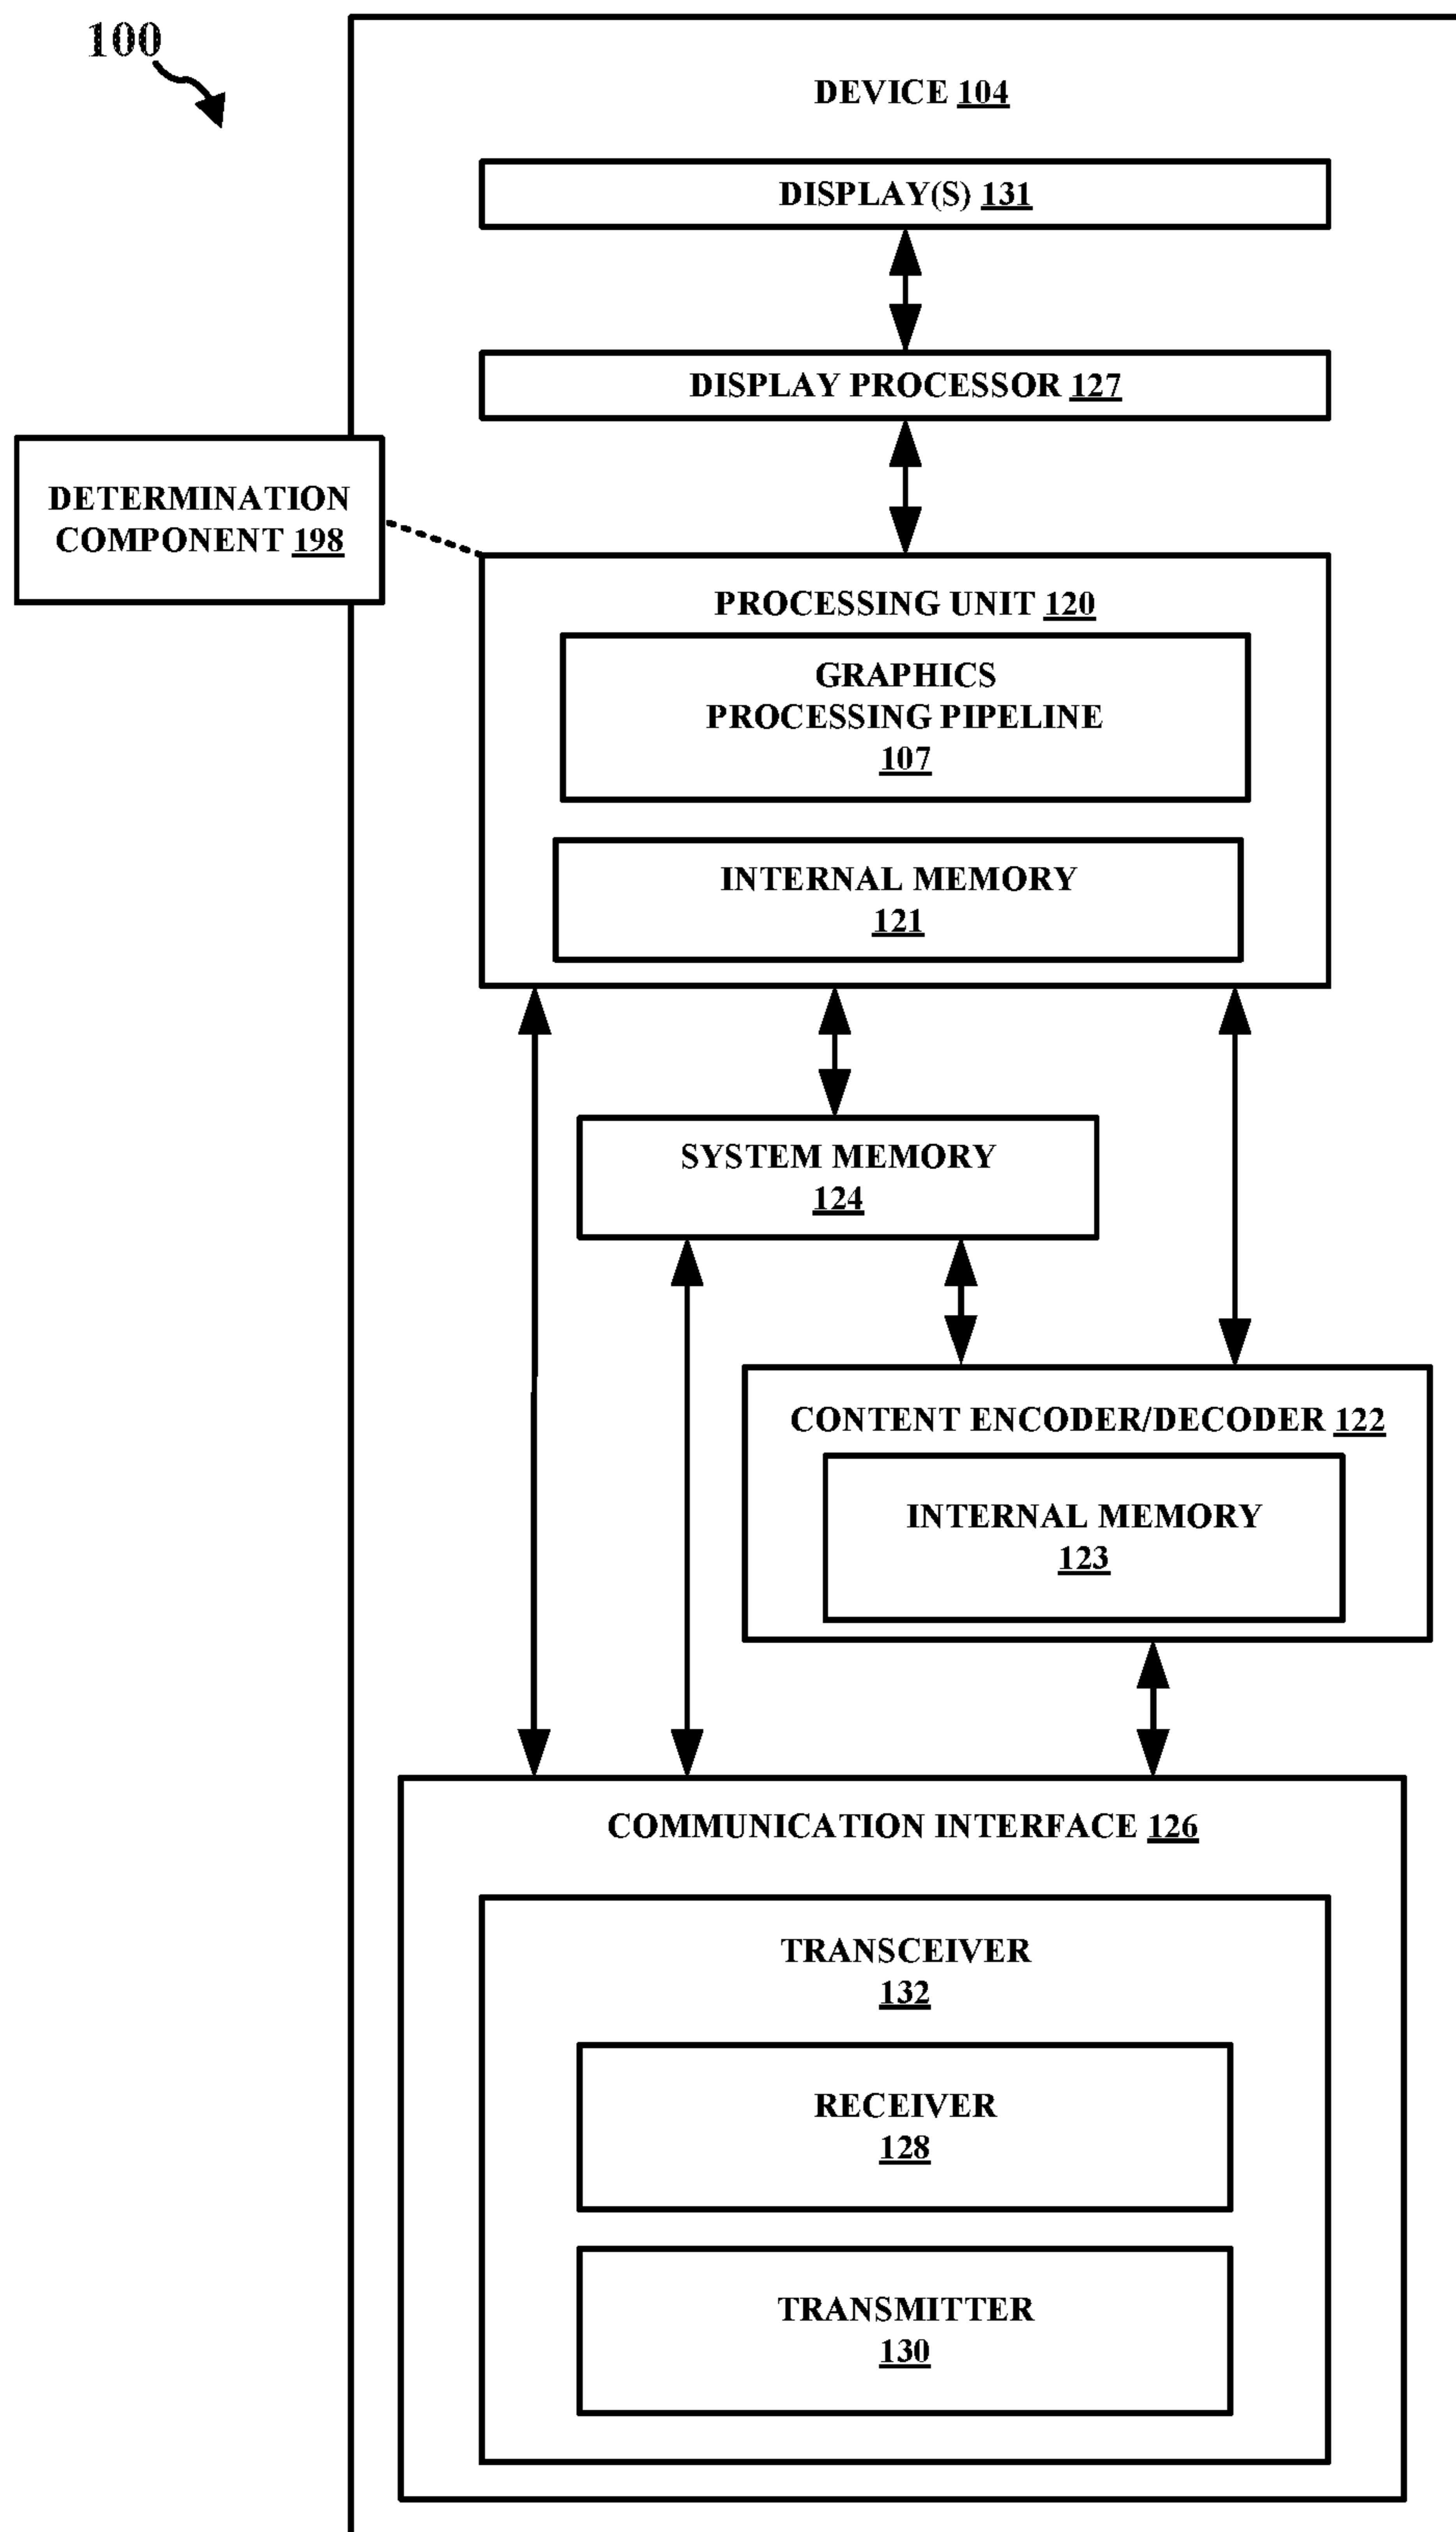 100
DEVICE 104
DISPLAY(S) 131
DISPLAY PROCESSOR 127
DETERMINATION
COMPONENT 198
PROCESSING UNIT 120
GRAPHICS
PROCESSING PIPELINE
107
INTERNAL MEMORY
121
SYSTEM MEMORY
124
CONTENT ENCODER/DECODER 122
INTERNAL MEMORY
123
COMMUNICATION INTERFACE 126
TRANSCEIVER
132
RECEIVER
128
TRANSMITTER
130